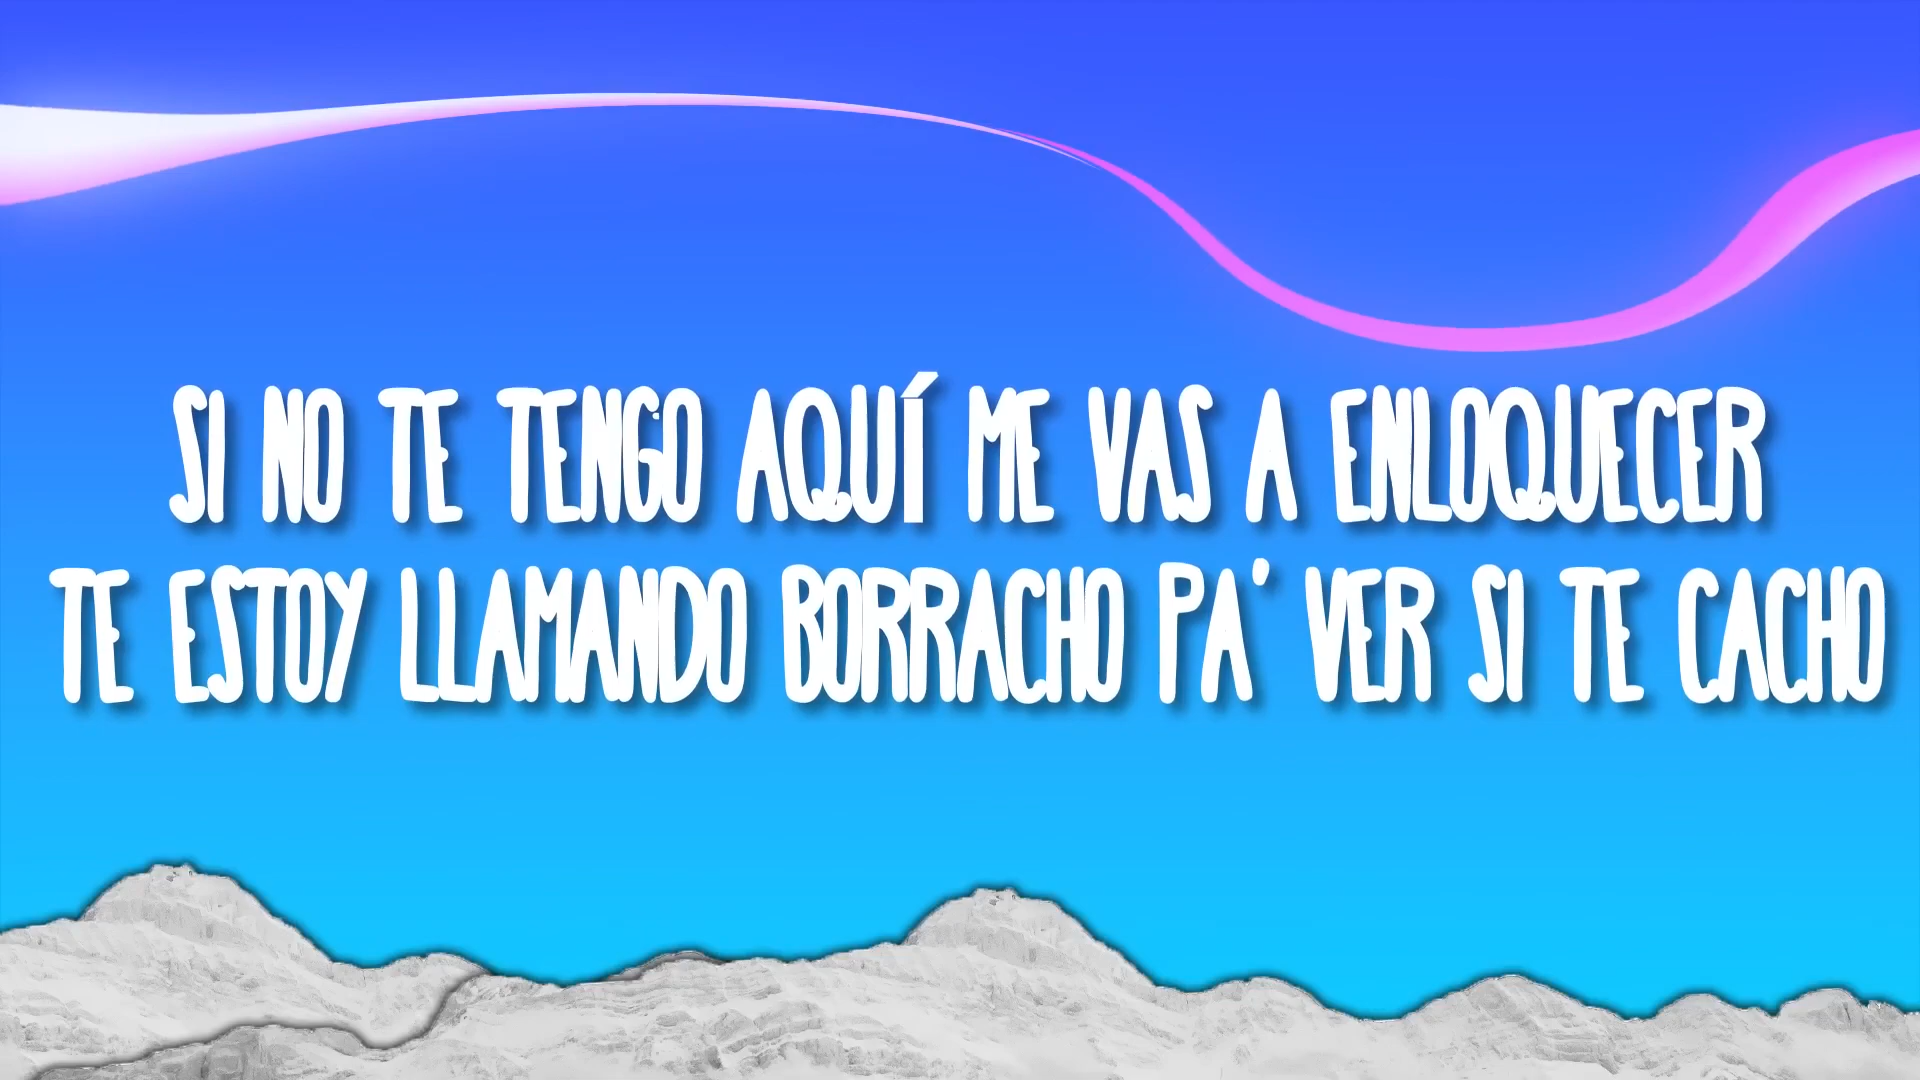 SI NO TE TENGO AQUÍ ME VAS A ENLOQUECER
TE ESTOY LLAMANDO BORRACHO PA' VER SI TE CACHO